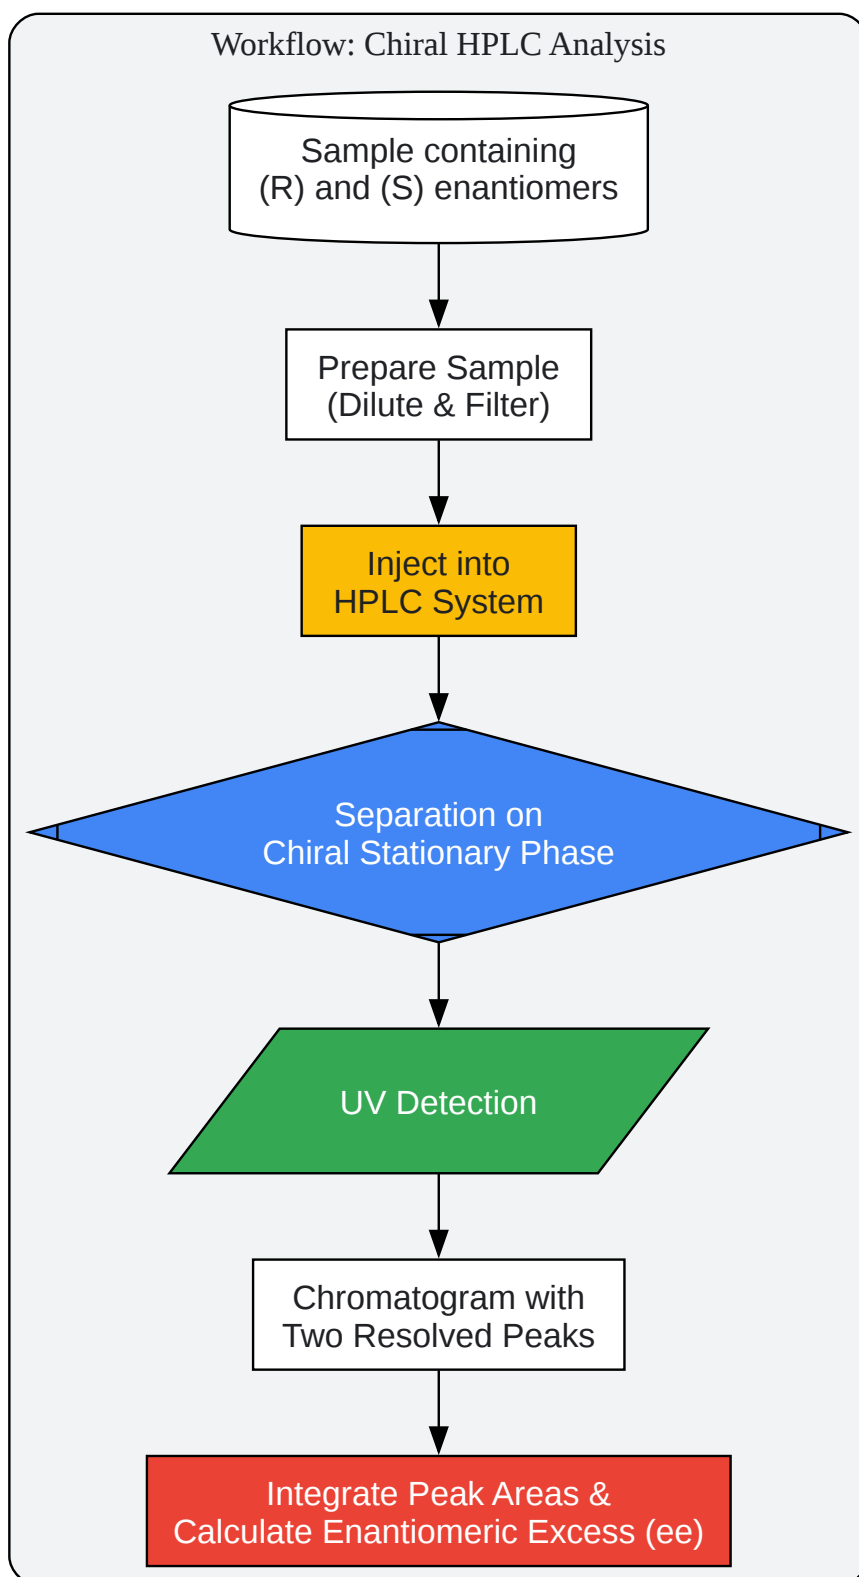 Workflow: Chiral HPLC Analysis
Sample containing
(R) and (S) enantiomers
Prepare Sample
(Dilute & Filter)
Inject into
HPLC System
Separation on
Chiral Stationary Phase
UV Detection
Chromatogram with
Two Resolved Peaks
Integrate Peak Areas &
Calculate Enantiomeric Excess (ee)